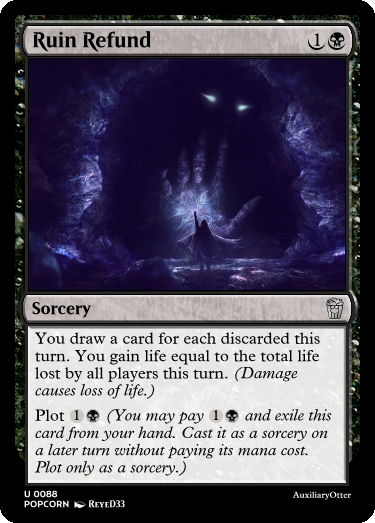 Ruin Refund 1
Sorcery
You draw a card for each discarded this
turn. You gain life equal to the total life
lost by all players this turn. (Damage
causes loss of life.)
Plot 1 (You may pay 1 and exile this
card from your hand. Cast it as a sorcery on
a later turn without paying its mana cost.
Plot only as a sorcery.)
U 0088
POPCORN REYED33
AuxiliaryOtter